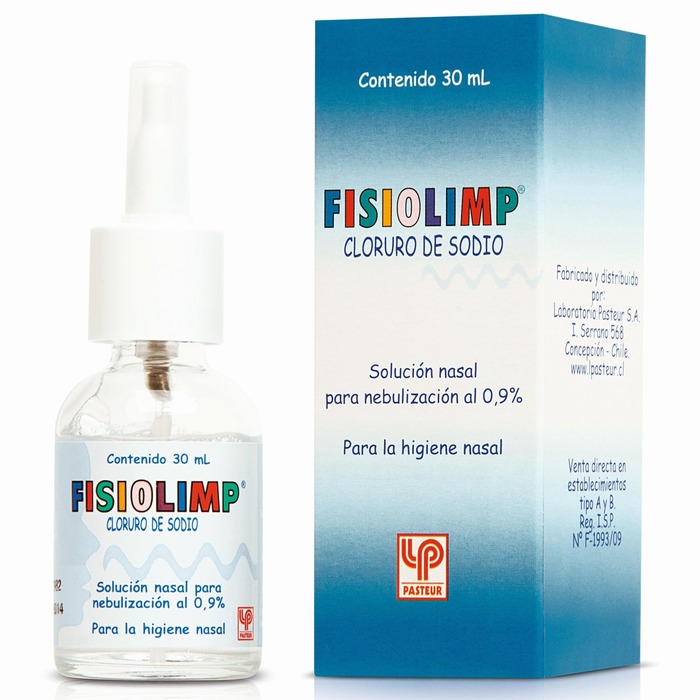 Contenido 30 mL
FISIOLIMP®
CLORURO DE SODIO
Solución nasal para
nebulización al 0,9%
Para la higiene nasal
LP
PASTEUR
Contenido 30 mL
FISIOLIMP®
CLORURO DE SODIO
Solución nasal
para nebulización al 0,9%
Para la higiene nasal
LP
PASTEUR
Fabricado y distribuido
por:
Laboratorio Pasteur S.A.
I. Serrano 568
Concepción - Chile.
www.lpasteur.cl
Venta directa en
establecimientos
tipo A y B.
Reg. I.S.P.
Nº F-1993/09